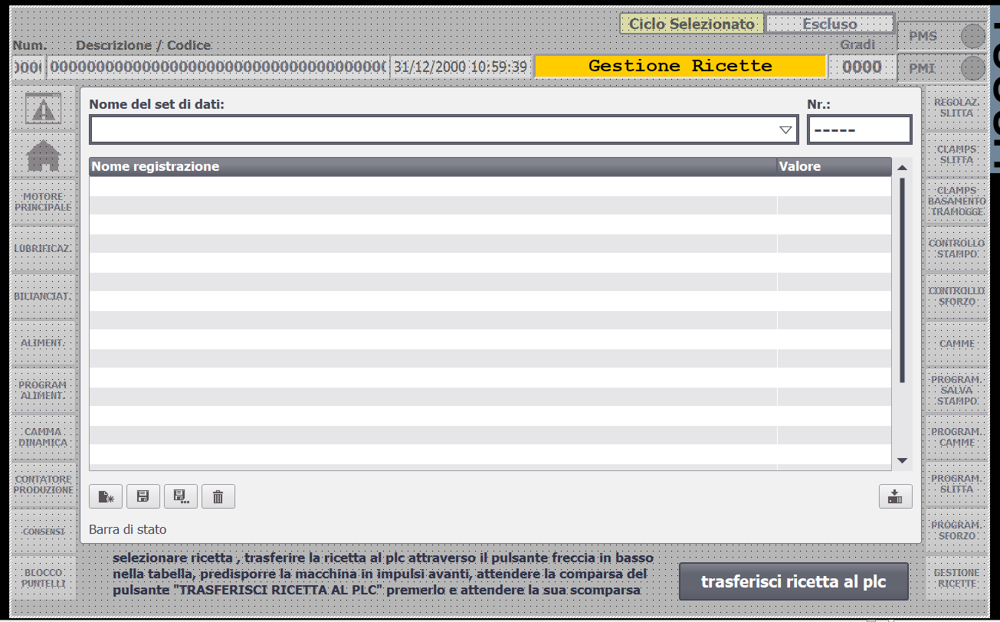 Ciclo Selezionato
Escluso
Num.
Descrizione / Codice
Gradi
PMS
31/12/2000 10:59:39
Gestione Ricette
0000
PMI
Nome del set di dati:
Nr.:
-----
Nome registrazione
Valore
MOTORE
PRINCIPALE
LUBRIFICAZ.
BILIANCIAT.
ALIMENT.
PROGRAM
ALIMENT.
CAMMA
DINAMICA
CONTATORE
PRODUZIONE
CONSENSI
BLOCCO
PUNTELLI
REGOLAZ.
SLITTA
CLAMPS
SLITTA
CLAMPS
BASAMENTO
TRAMOGGE
CONTROLLO
STAMPO
CONTROLLO
SFORZO
CAMME
PROGRAM.
SALVA
STAMPO
PROGRAM.
CAMME
PROGRAM.
SLITTA
PROGRAM.
SFORZO
GESTIONE
RICETTE
Barra di stato
selezionare ricetta , trasferire la ricetta al plc attraverso il pulsante freccia in basso
nella tabella, predisporre la macchina in impulsi avanti, attendere la comparsa del
pulsante "TRASFERISCI RICETTA AL PLC" premerlo e attendere la sua scomparsa
trasferisci ricetta al plc